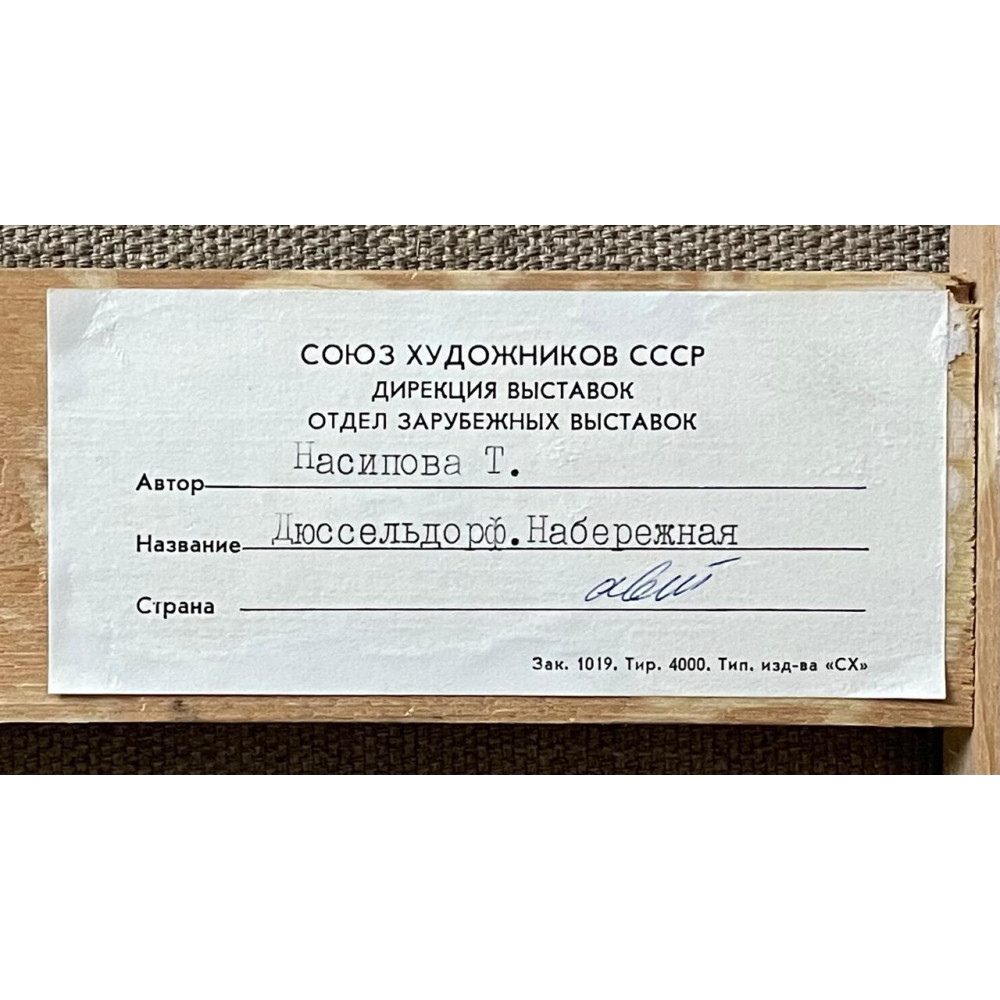 СОЮЗ ХУДОЖНИКОВ СССР
ДИРЕКЦИЯ ВЫСТАВОК
ОТДЕЛ ЗАРУБЕЖНЫХ ВЫСТАВОК
Автор Насипова Т.
Название Дюссельдорф.Набережная
Страна
Зак. 1019. Тир. 4000. Тип. изд-ва «СХ»